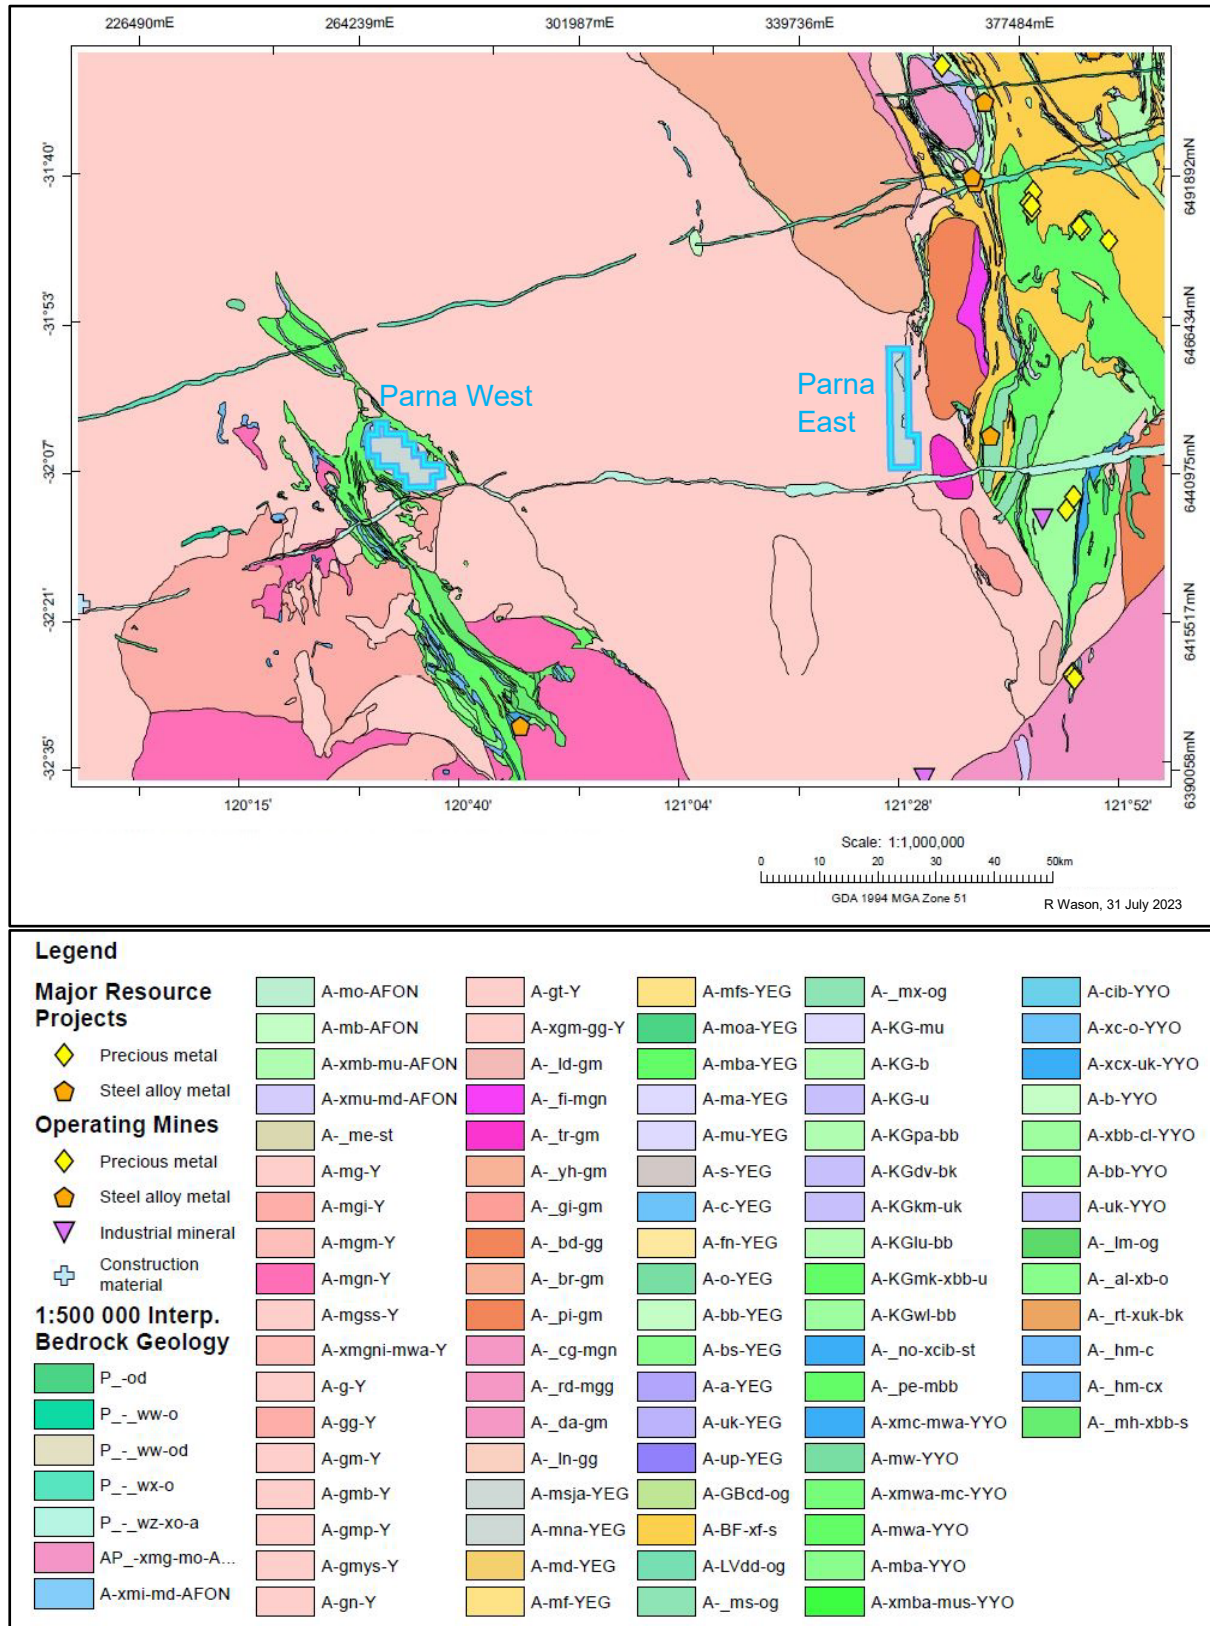 226490mE 264239mE 301987mE 339736mE 377484mE
-31°40'
-31°53'
-32°07'
-32°21'
-32°35'
6491892mN
6466434mN
6440975mN
6415517mN
6390058mN
Parna West
Parna
East
120°15' 120°40' 121°04' 121°28' 121°52'
Scale: 1:1,000,000
0 10 20 30 40 50km
GDA 1994 MGA Zone 51
R Wason, 31 July 2023
Legend
Major Resource
Projects
Precious metal
Steel alloy metal
Operating Mines
Precious metal
Steel alloy metal
Industrial mineral
Construction
material
1:500 000 Interp.
Bedrock Geology
P_-od
P_-_ww-o
P_-_ww-od
P_-_wx-o
P_-_wz-xo-a
AP_-xmg-mo-A...
A-xmi-md-AFON
A-mo-AFON
A-mb-AFON
A-xmb-mu-AFON
A-xmu-md-AFON
A-_me-st
A-mg-Y
A-mgi-Y
A-mgm-Y
A-mgn-Y
A-mgss-Y
A-xmgni-mwa-Y
A-g-Y
A-gg-Y
A-gm-Y
A-gmb-Y
A-gmp-Y
A-gmys-Y
A-gn-Y
A-gt-Y
A-xgm-gg-Y
A-_ld-gm
A-_fi-mgn
A-_tr-gm
A-_yh-gm
A-_gi-gm
A-_bd-gg
A-_br-gm
A-_pi-gm
A-_cg-mgn
A-_rd-mgg
A-_da-gm
A-_ln-gg
A-msja-YEG
A-mna-YEG
A-md-YEG
A-mf-YEG
A-mfs-YEG
A-moa-YEG
A-mba-YEG
A-ma-YEG
A-mu-YEG
A-s-YEG
A-c-YEG
A-fn-YEG
A-o-YEG
A-bb-YEG
A-bs-YEG
A-a-YEG
A-uk-YEG
A-up-YEG
A-GBcd-og
A-BF-xf-s
A-LVdd-og
A-_ms-og
A-_mx-og
A-KG-mu
A-KG-b
A-KG-u
A-KGpa-bb
A-KGdv-bk
A-KGkm-uk
A-KGlu-bb
A-KGmk-xbb-u
A-KGwl-bb
A-_no-xcib-st
A-_pe-mbb
A-xmc-mwa-YYO
A-mw-YYO
A-xmwa-mc-YYO
A-mwa-YYO
A-mba-YYO
A-xmba-mus-YYO
A-cib-YYO
A-xc-o-YYO
A-xcx-uk-YYO
A-b-YYO
A-xbb-cl-YYO
A-bb-YYO
A-uk-YYO
A-_lm-og
A-_al-xb-o
A-_rt-xuk-bk
A-_hm-c
A-_hm-cx
A-_mh-xbb-s